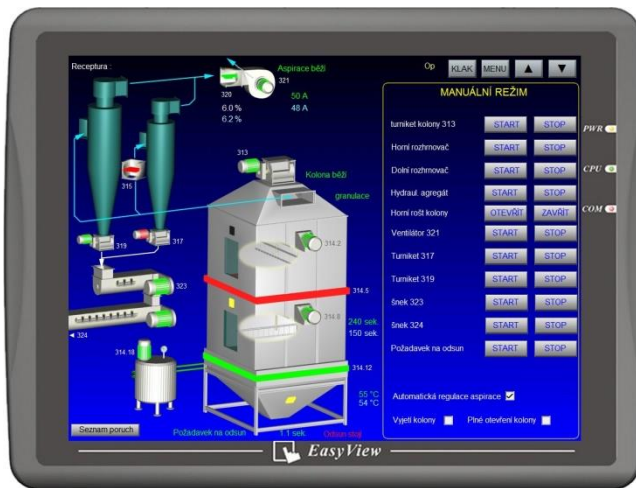 Receptura :
Op
KLAK
MENU
Aspirace běží
321
320
50 A
6.0 %
48 A
6.2 %
MANUÁLNÍ REŽIM
turniket kolony 313 START STOP
Horní rozhrnovač START STOP
Dolní rozhrnovač START STOP
Hydraul. agregát START STOP
Horní rošt kolony OTEVŘÍT ZAVŘÍT
Ventilátor 321 START STOP
Turniket 317 START STOP
Turniket 319 START STOP
šnek 323 START STOP
šnek 324 START STOP
Požadavek na odsun START STOP
Automatická regulace aspirace
Vyjetí kolony
Plné otevření kolony
313
315
Kolona běží
granulace
319
317
314.2
323
314.5
314.8
240 sek.
150 sek.
324
314.18
314.12
55 °C
54 °C
Seznam poruch
Požadavek na odsun
1.1 sek.
Odsun stojí
PWR
CPU
COM
EasyView